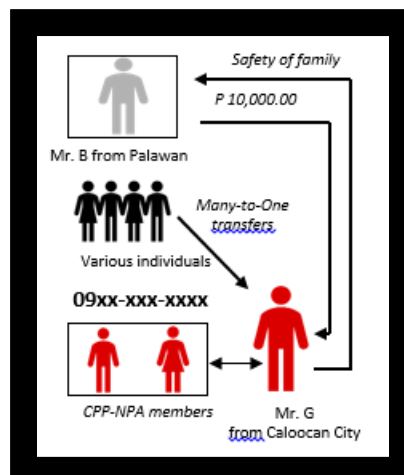 Safety of family
P 10,000.00
Mr. B from Palawan
Many-to-One
transfers
Various individuals
09xx-xxx-xxxx
CPP-NPA members
Mr. G
from Caloocan City